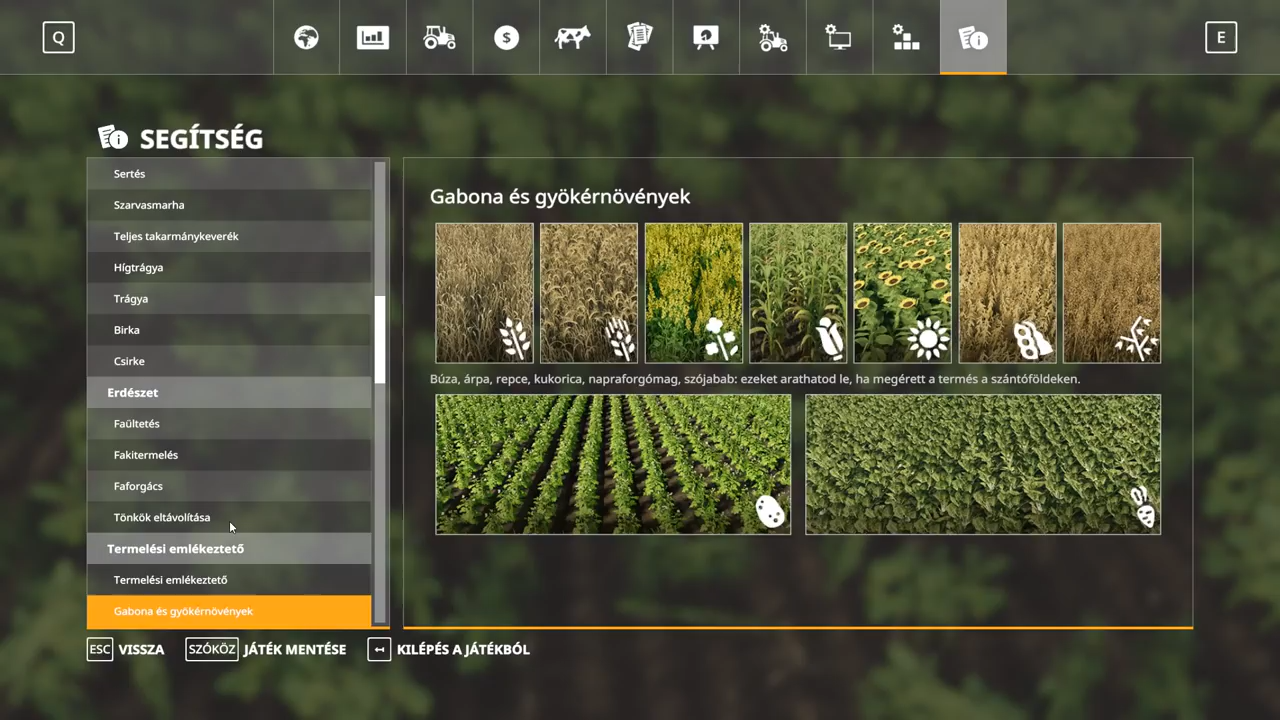 Q
$
E
SEGÍTSÉG
Sertés
Szarvasmarha
Teljes takarmánykeverék
Hígtrágya
Trágya
Birka
Csirke
Erdészet
Faültetés
Fakitermelés
Faforgács
Tönkök eltávolítása
Termelési emlékeztető
Termelési emlékeztető
Gabona és gyökérnövények
Gabona és gyökérnövények
Búza, árpa, repce, kukorica, napraforgómag, szójabab: ezeket arathatod le, ha megérett a termés a szántóföldeken.
ESC VISSZA SZÓKÖZ JÁTÉK MENTÉSE KILÉPÉS A JÁTÉKBÓL